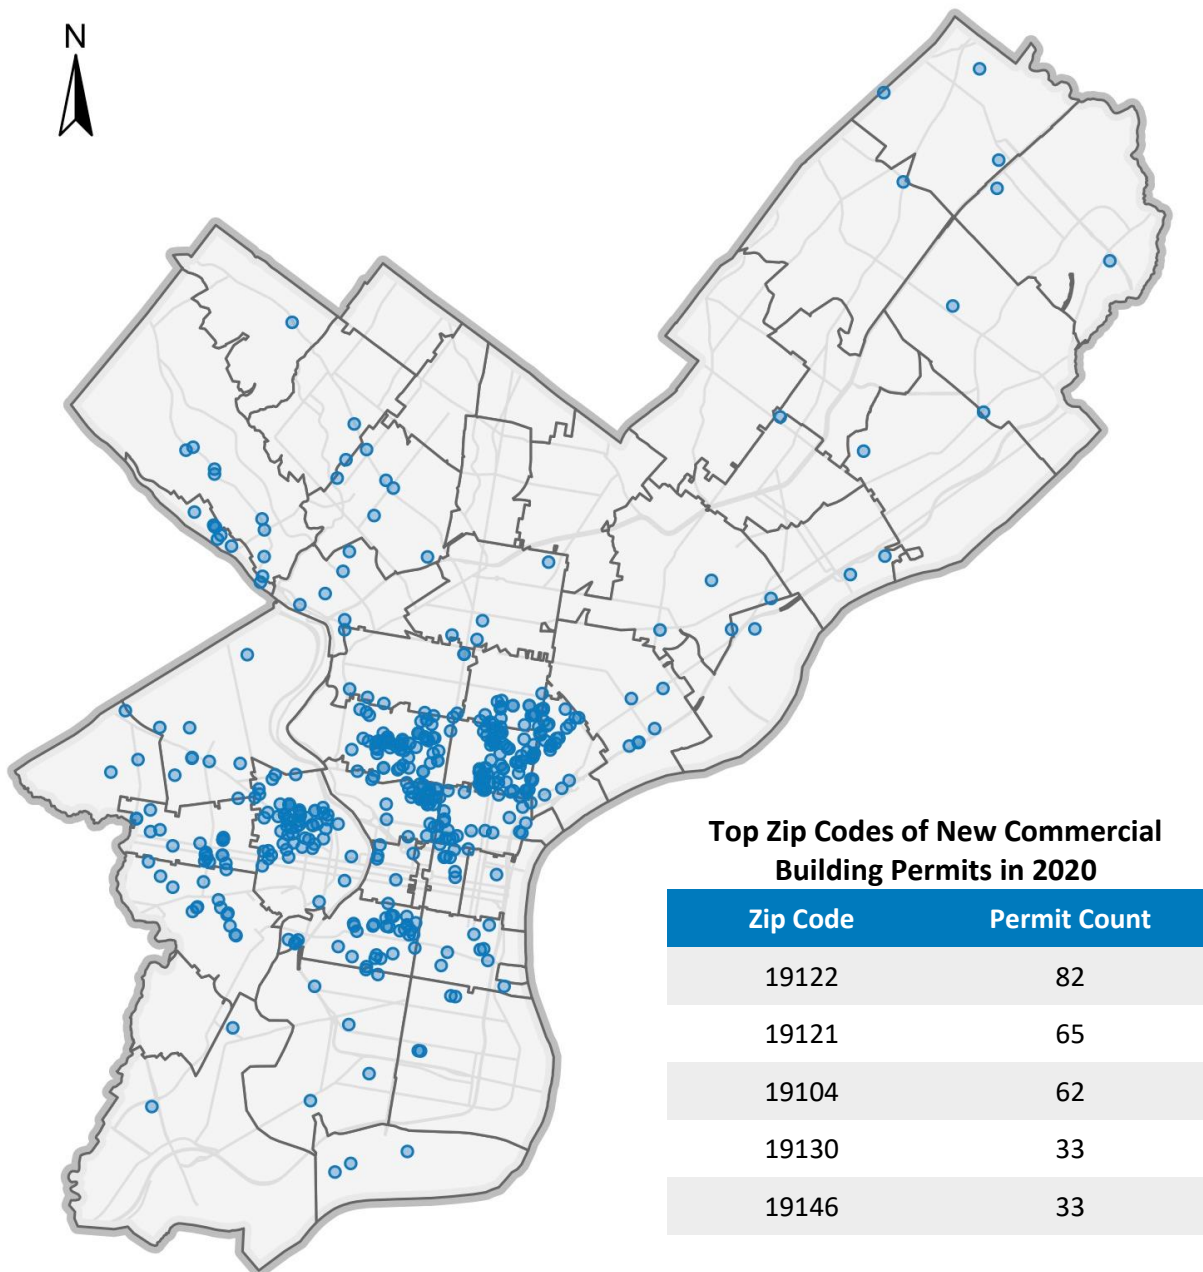 N
Top Zip Codes of New Commercial
Building Permits in 2020
Zip Code Permit Count
19122 82
19121 65
19104 62
19130 33
19146 33